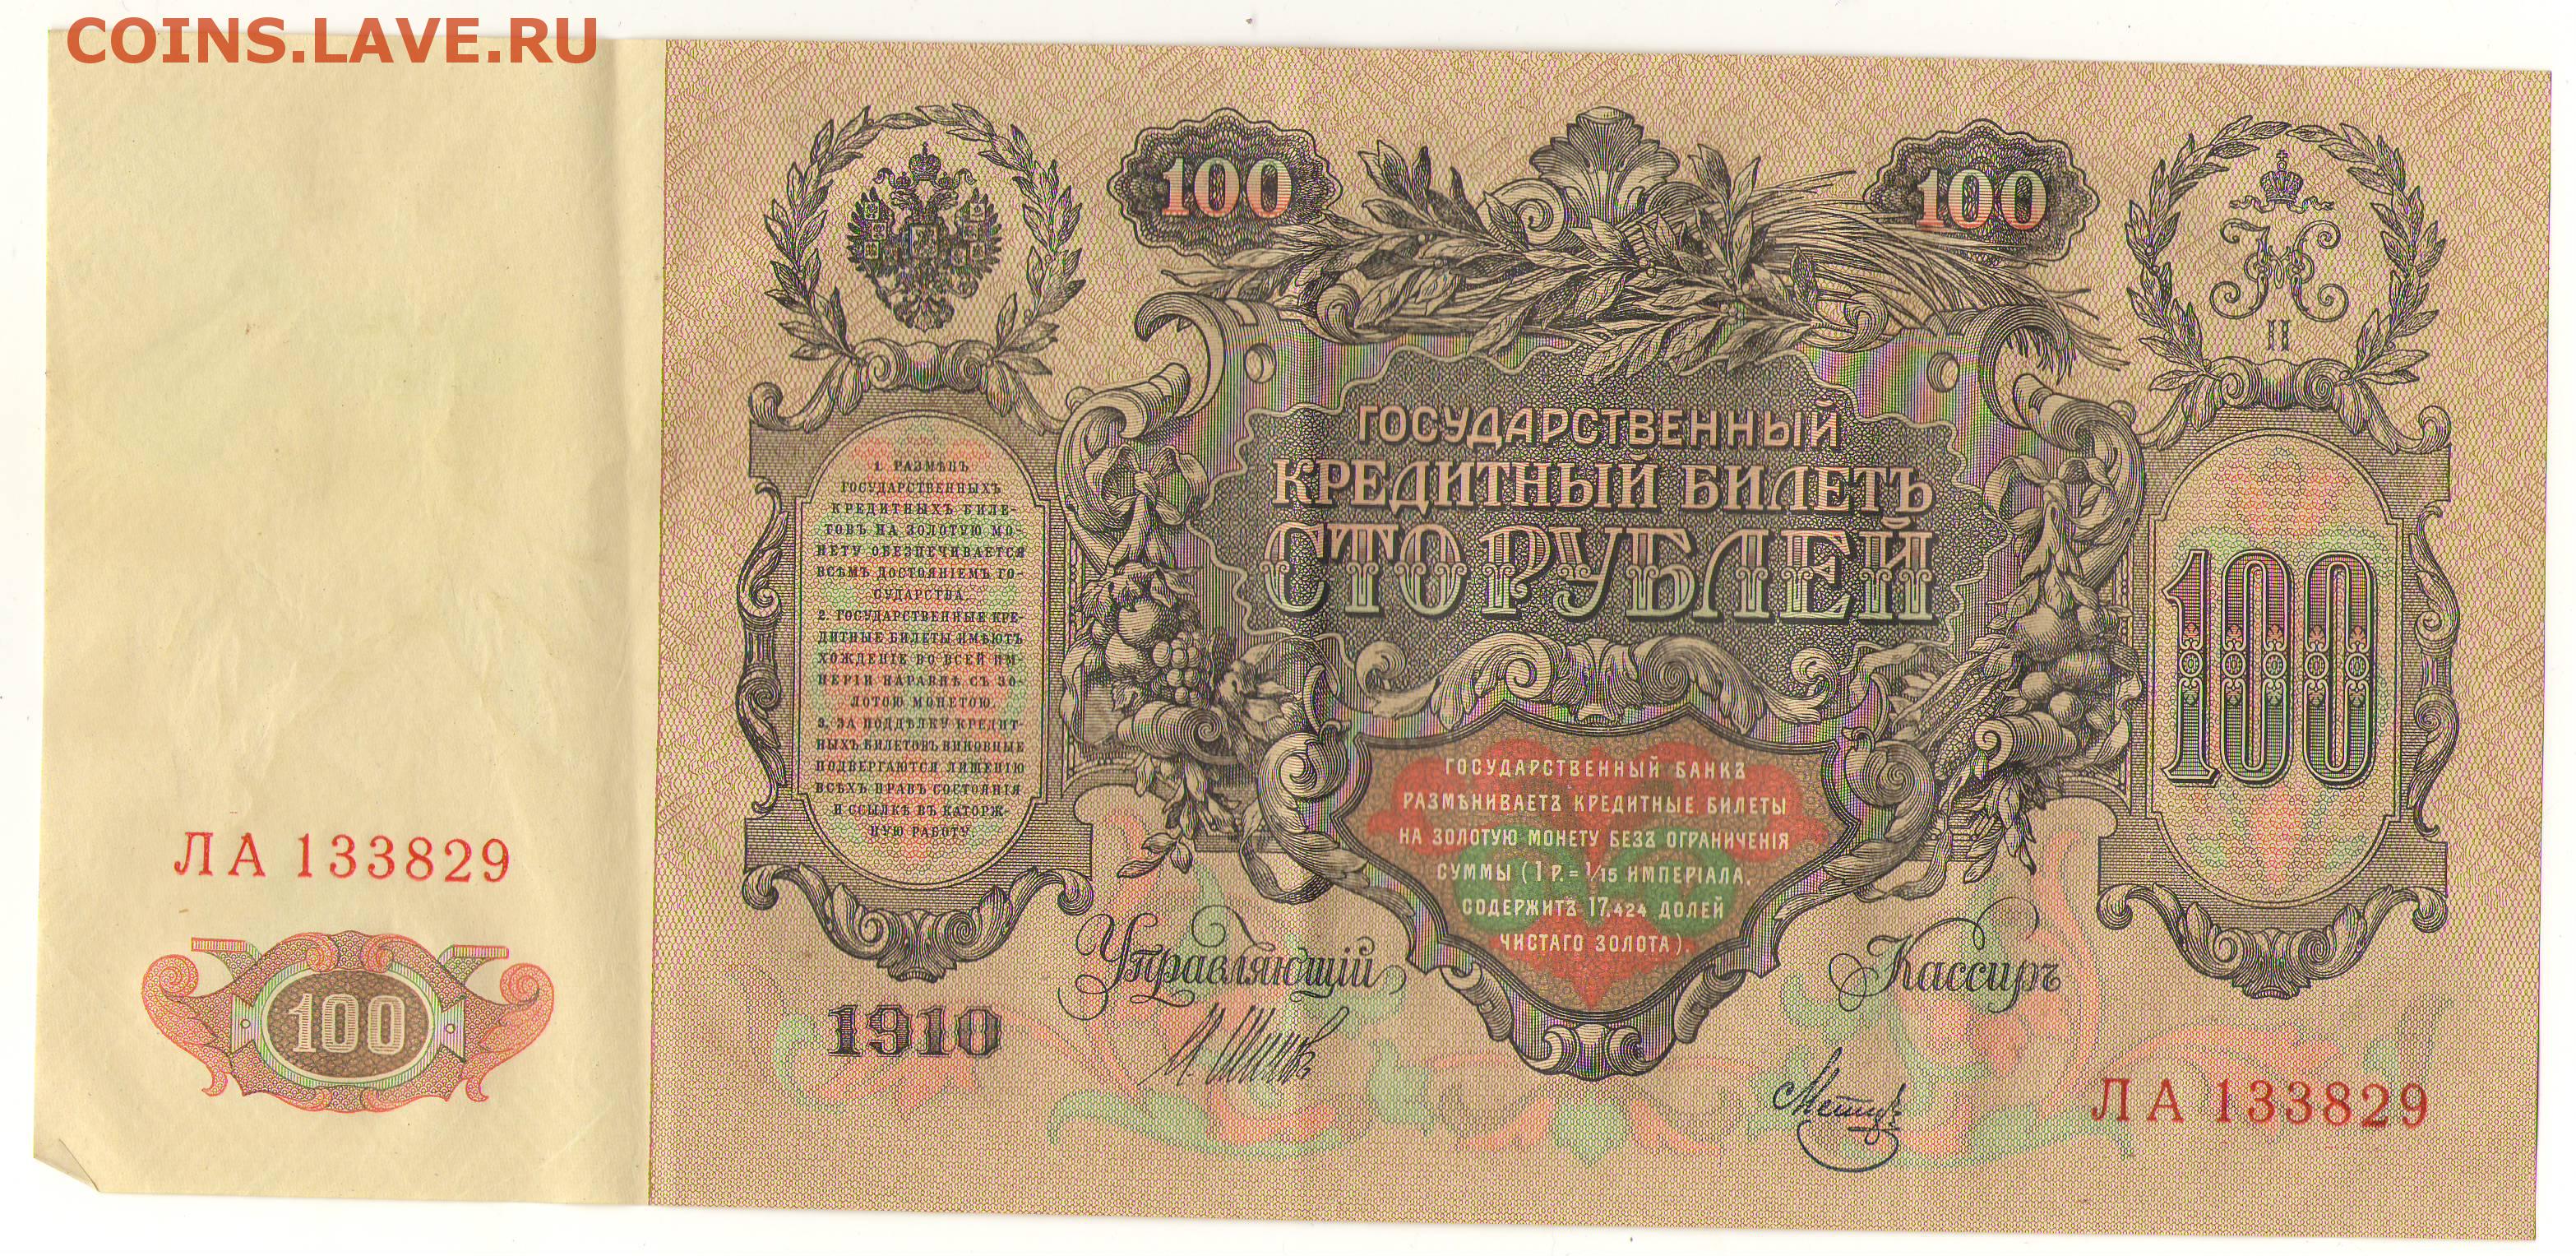 COINS.LAVE.RU
100
100
Н
II
ГОСУДАРСТВЕННЫЙ
КРЕДИТНЫЙ БИЛЕТЪ
СТО РУБЛЕЙ
1. РАЗМѢНЪ
ГОСУДАРСТВЕННЫХЪ
КРЕДИТНЫХЪ БИЛЕ-
ТОВЪ НА ЗОЛОТУЮ МО-
НЕТУ ОБЕЗПЕЧИВАЕТСЯ
ВСѢМЪ ДОСТОЯНІЕМЪ ГО-
СУДАРСТВА.
2. ГОСУДАРСТВЕННЫЕ КРЕ-
ДИТНЫЕ БИЛЕТЫ ИМѢЮТЪ
ХОЖДЕНІЕ ВО ВСЕЙ ИМ-
ПЕРІИ НАРАВНѢ СЪ ЗО-
ЛОТОЮ МОНЕТОЮ.
3. ЗА ПОДДѢЛКУ КРЕДИТ-
НЫХЪ БИЛЕТОВЪ ВИНОВНЫЕ
ПОДВЕРГАЮТСЯ ЛИШЕНІЮ
ВСѢХЪ ПРАВЪ СОСТОЯНІЯ
И ССЫЛКѢ ВЪ КАТОРЖ-
НУЮ РАБОТУ.
100
ГОСУДАРСТВЕННЫЙ БАНКЪ
РАЗМѢНИВАЕТЪ КРЕДИТНЫЕ БИЛЕТЫ
НА ЗОЛОТУЮ МОНЕТУ БЕЗЪ ОГРАНИЧЕНІЯ
СУММЫ (1 Р. = 1/15 ИМПЕРІАЛА,
СОДЕРЖИТЪ 17,424 ДОЛЕЙ
ЧИСТАГО ЗОЛОТА).
ЛА 133829
100
Управляющій
Кассиръ
1910
ЛА 133829